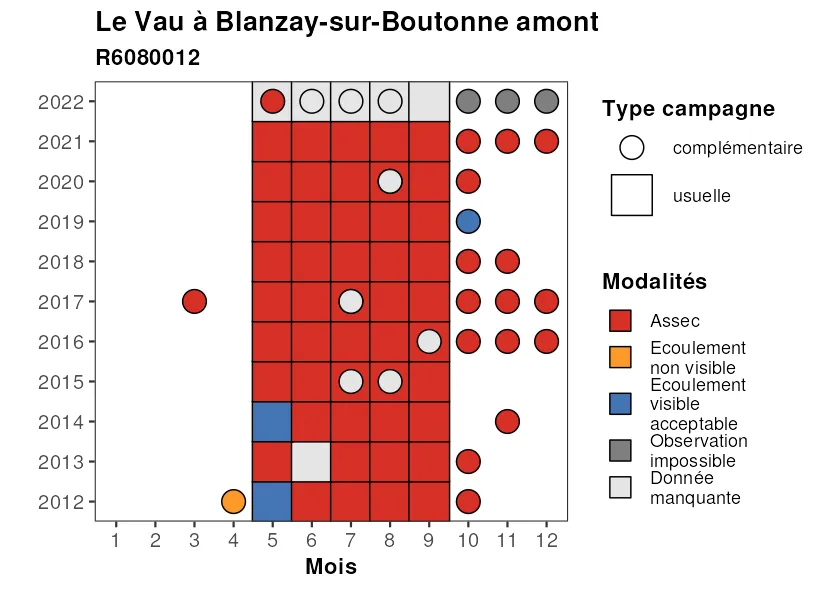 Le Vau à Blanzay-sur-Boutonne amont
R6080012
2022
2021
2020
2019
2018
2017
2016
2015
2014
2013
2012
1 2 3 4 5 6 7 8 9 10 11 12
Mois
Type campagne
complémentaire
usuelle
Modalités
Assec
Ecoulement
non visible
Ecoulement
visible
acceptable
Observation
impossible
Donnée
manquante